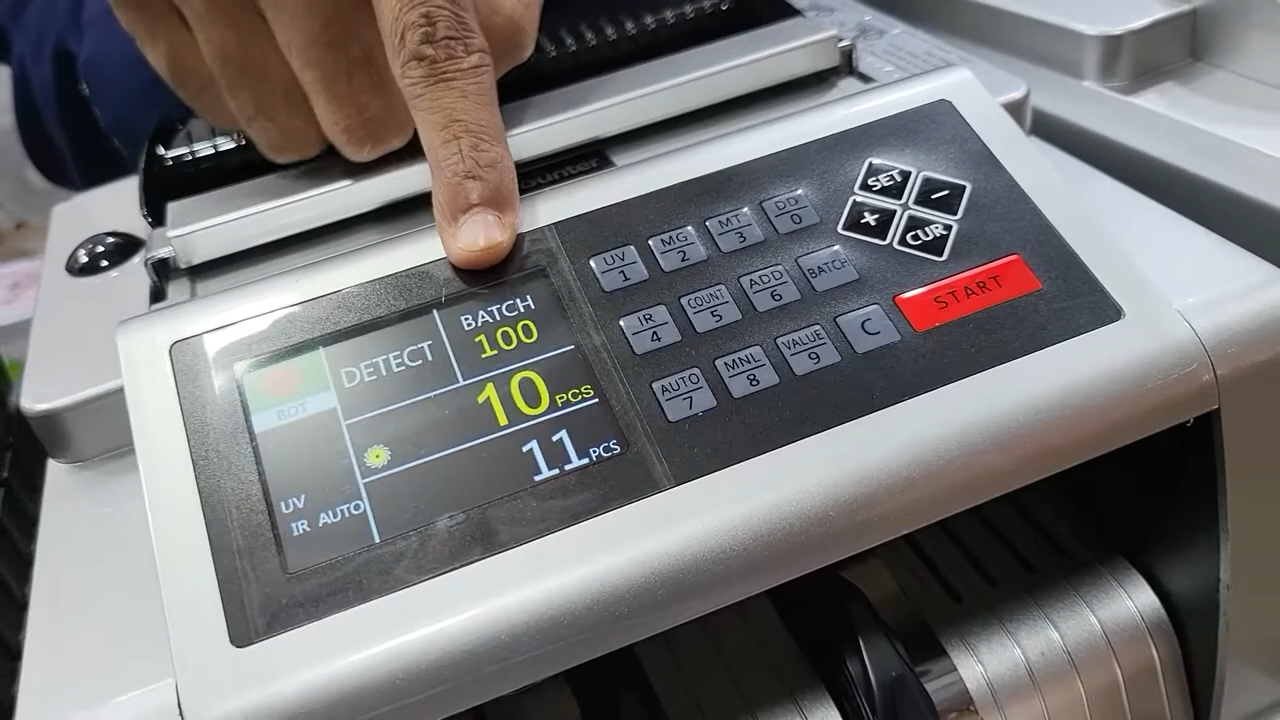 ounter
BDT
DETECT
BATCH
100
10 PCS
11 PCS
UV
IR AUTO
UV
1
MG
2
MT
3
DD
0
IR
4
COUNT
5
ADD
6
BATCH
AUTO
7
MNL
8
VALUE
9
C
SET
-
+
CUR
START